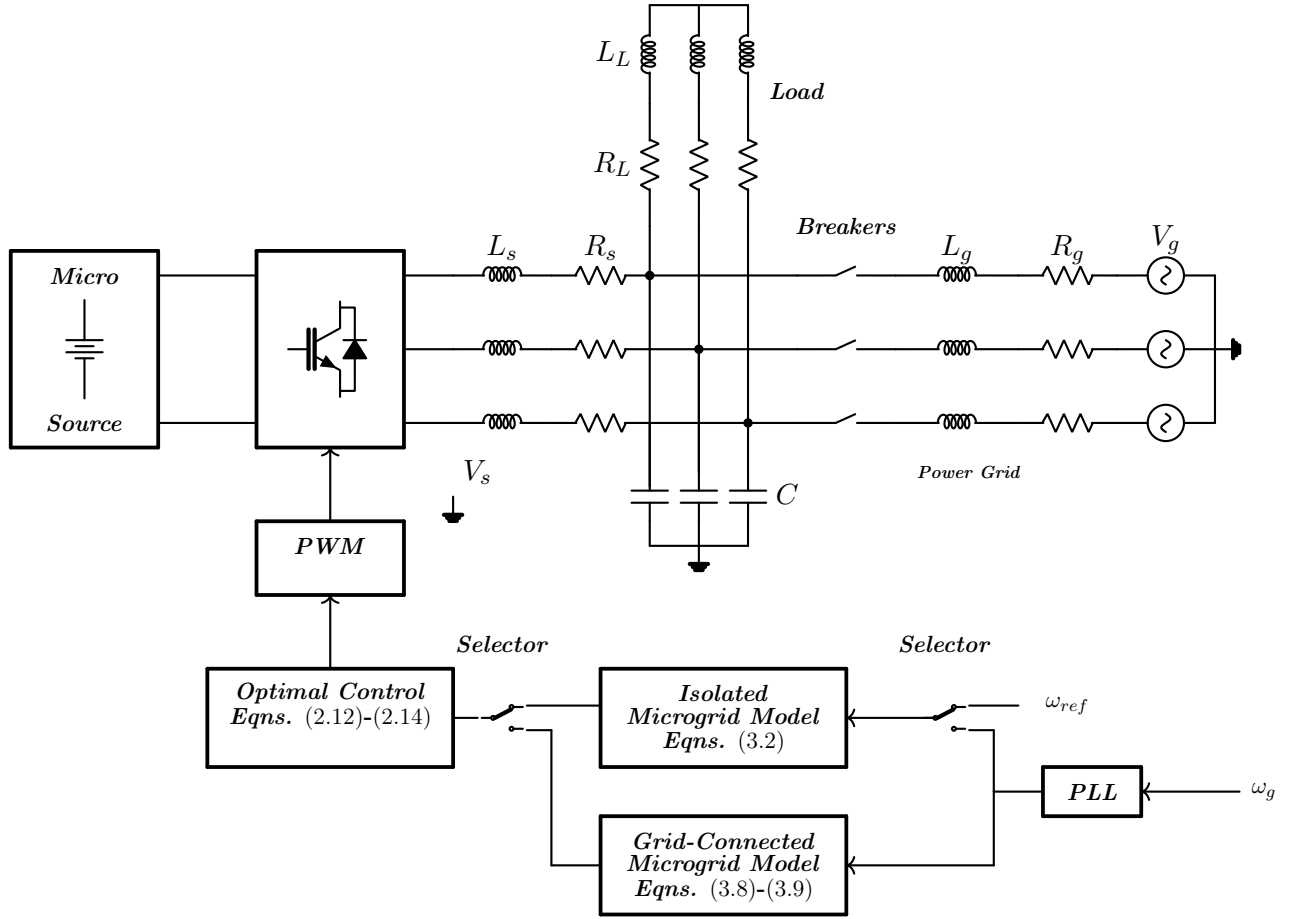 L_L
Load
R_L
Breakers
L_s
R_s
L_g
R_g
V_g
Micro
Source
V_s
Power Grid
C
PWM
Selector
Selector
Optimal Control
Eqns. (2.12)-(2.14)
Isolated
Microgrid Model
Eqns. (3.2)
ω_ref
PLL
ω_g
Grid-Connected
Microgrid Model
Eqns. (3.8)-(3.9)